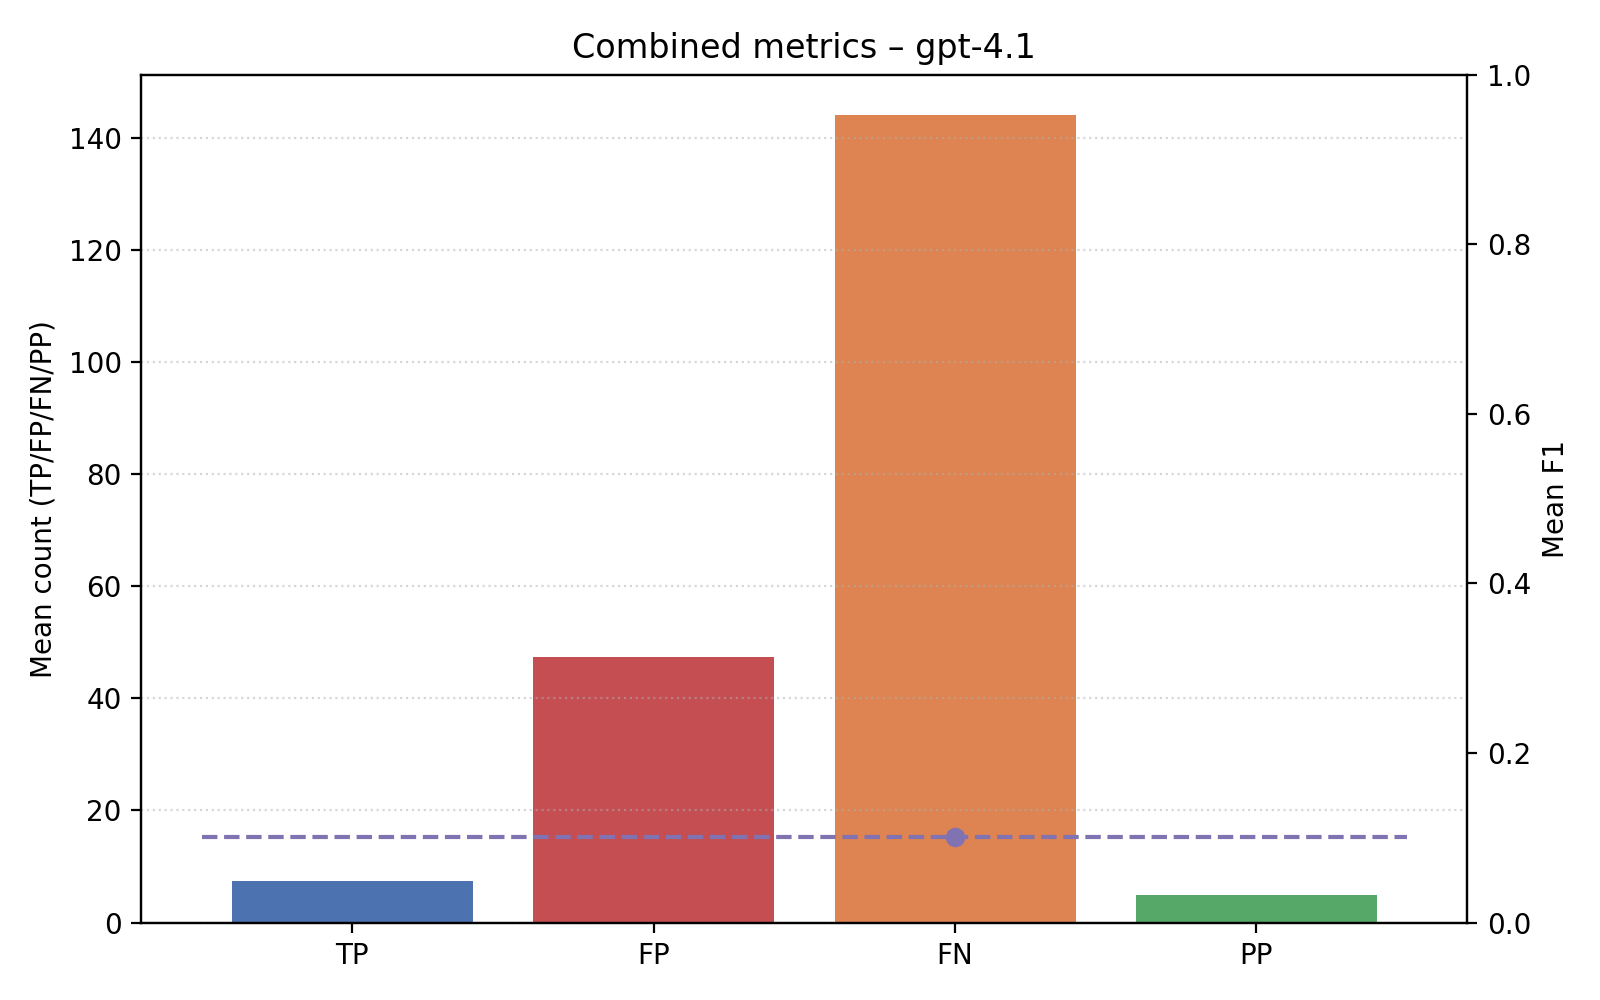 Combined metrics – gpt-4.1
Mean count (TP/FP/FN/PP)
140
120
100
80
60
40
20
0
TP
FP
FN
PP
1.0
0.8
0.6
0.4
0.2
0.0
Mean F1